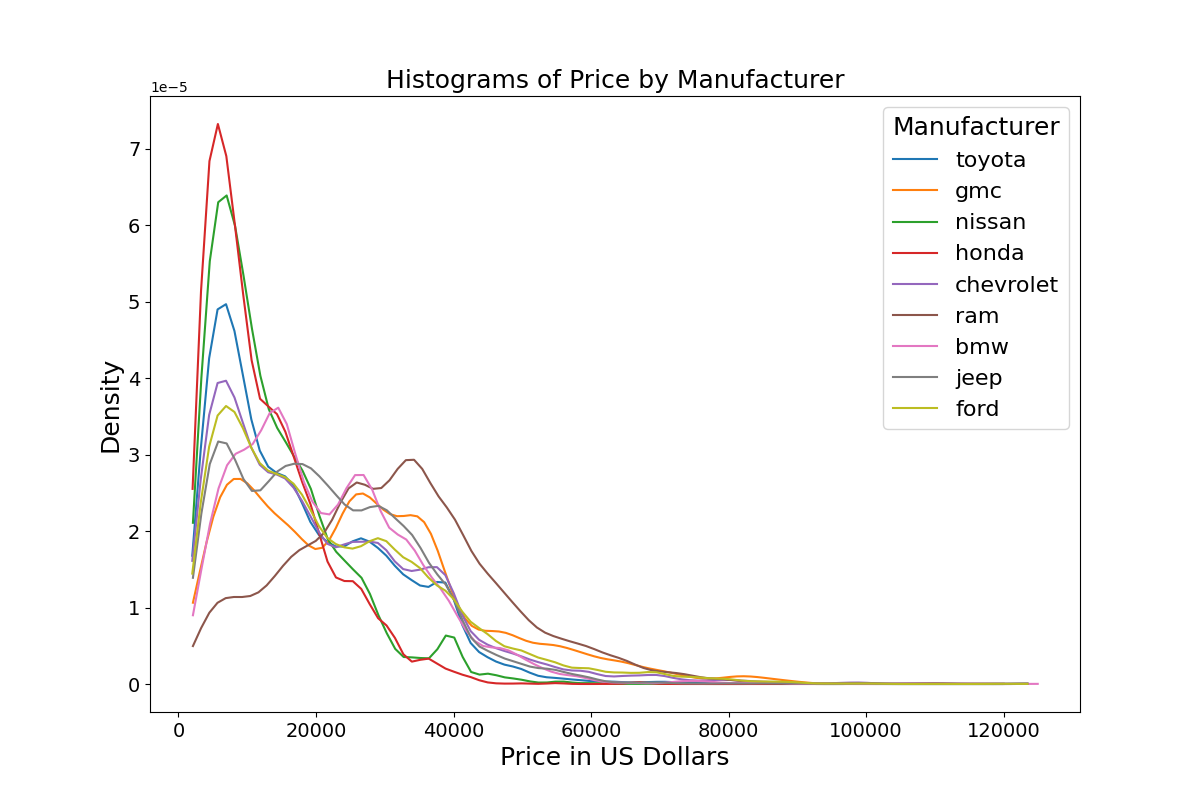 Histograms of Price by Manufacturer
1e−5
7
6
5
4
3
2
1
0
Density
0 20000 40000 60000 80000 100000 120000
Price in US Dollars
Manufacturer
toyota
gmc
nissan
honda
chevrolet
ram
bmw
jeep
ford